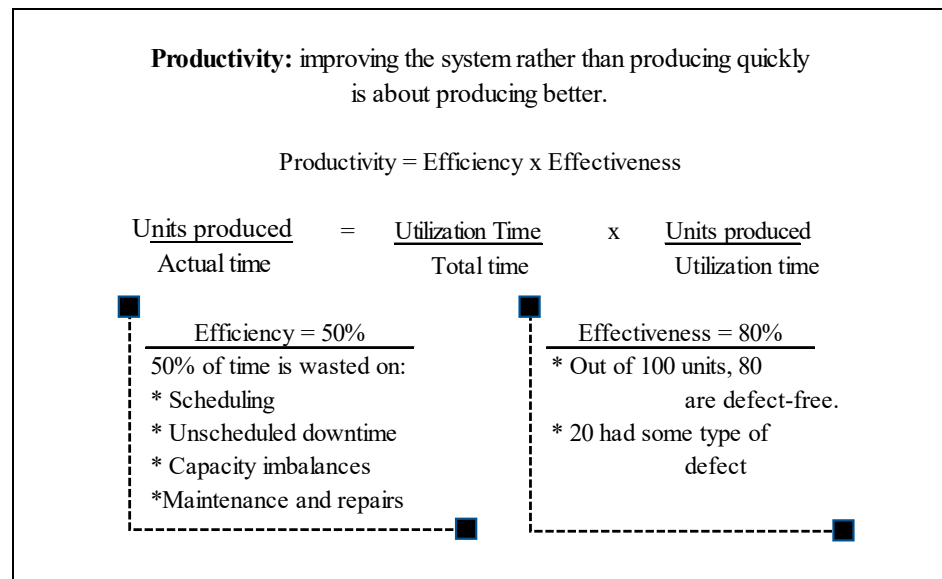 Productivity: improving the system rather than producing quickly
is about producing better.
Productivity = Efficiency x Effectiveness
Units produced = Utilization Time x Units produced
Actual time Total time Utilization time
Efficiency = 50%
50% of time is wasted on:
* Scheduling
* Unscheduled downtime
* Capacity imbalances
*Maintenance and repairs
Effectiveness = 80%
* Out of 100 units, 80
are defect-free.
* 20 had some type of
defect